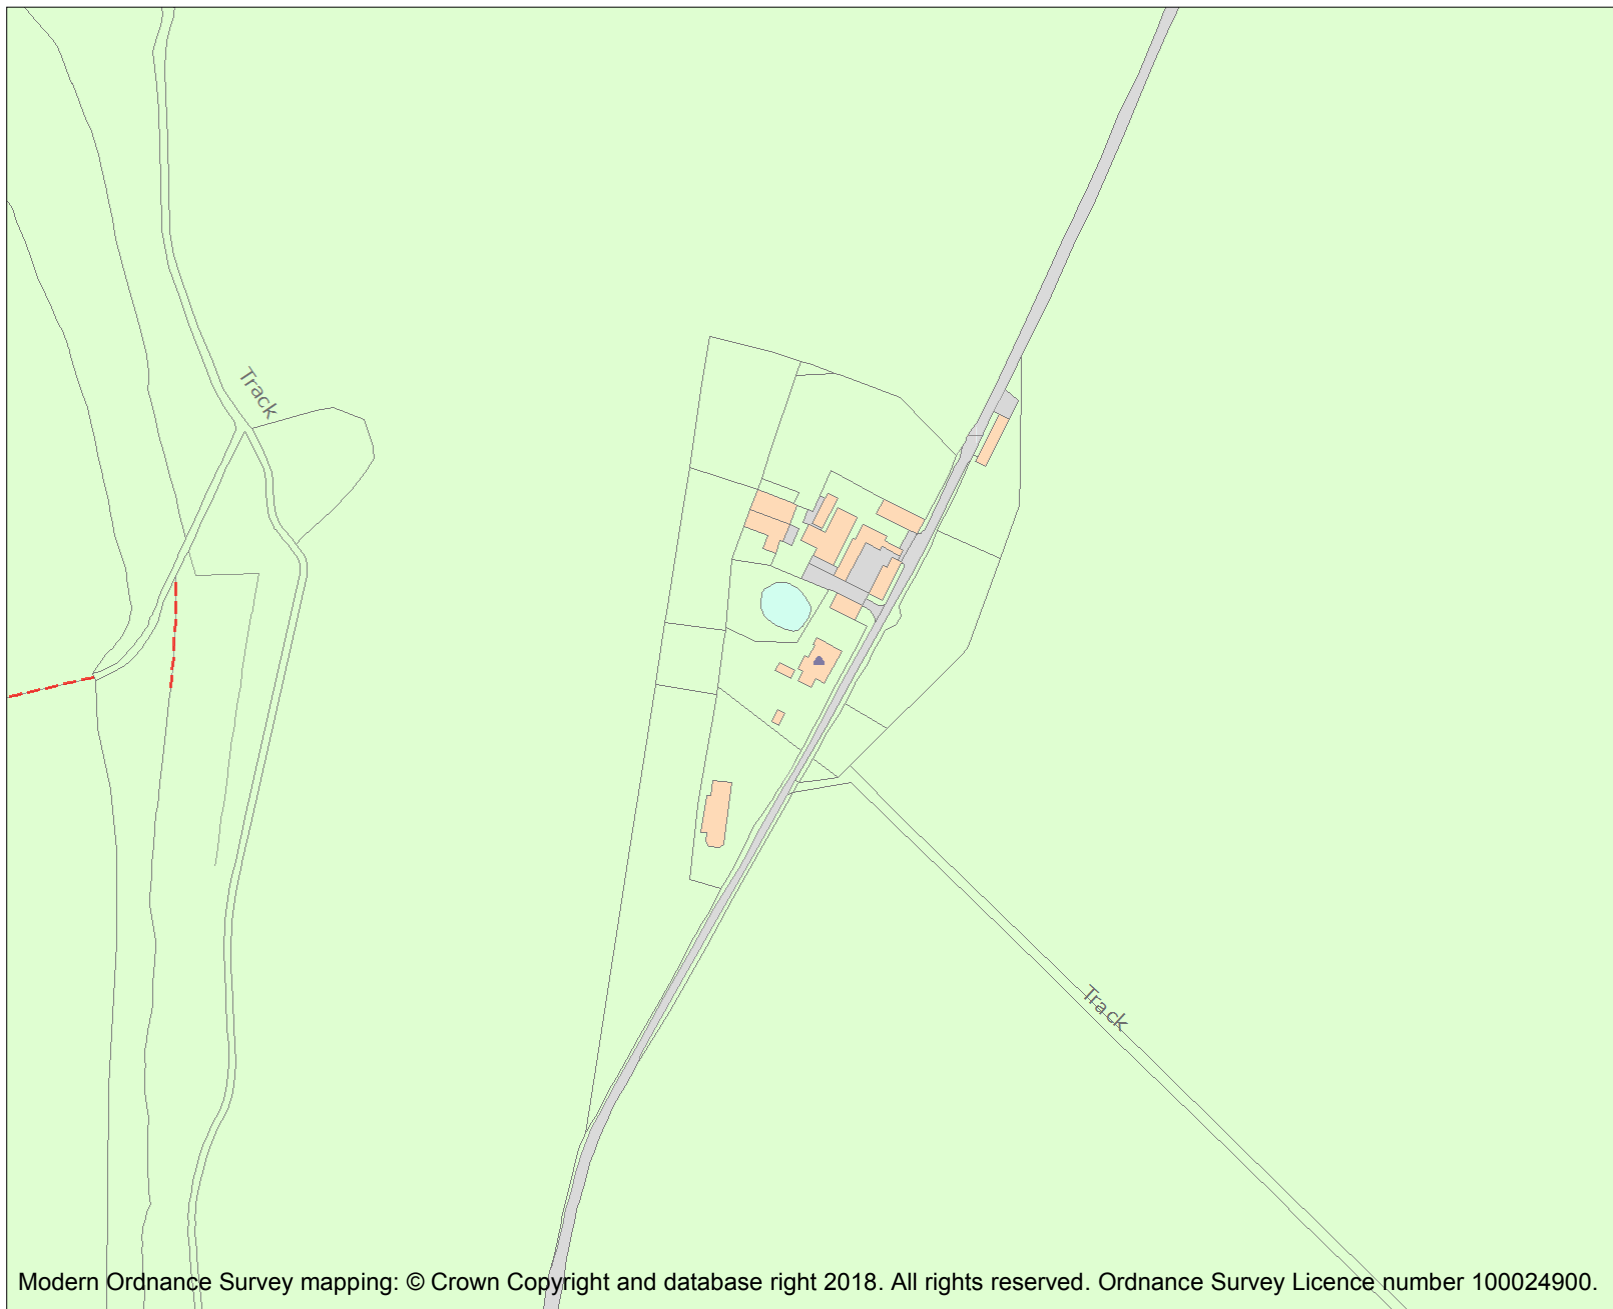 Track
Track
Modern Ordnance Survey mapping: © Crown Copyright and database right 2018. All rights reserved. Ordnance Survey Licence number 100024900.